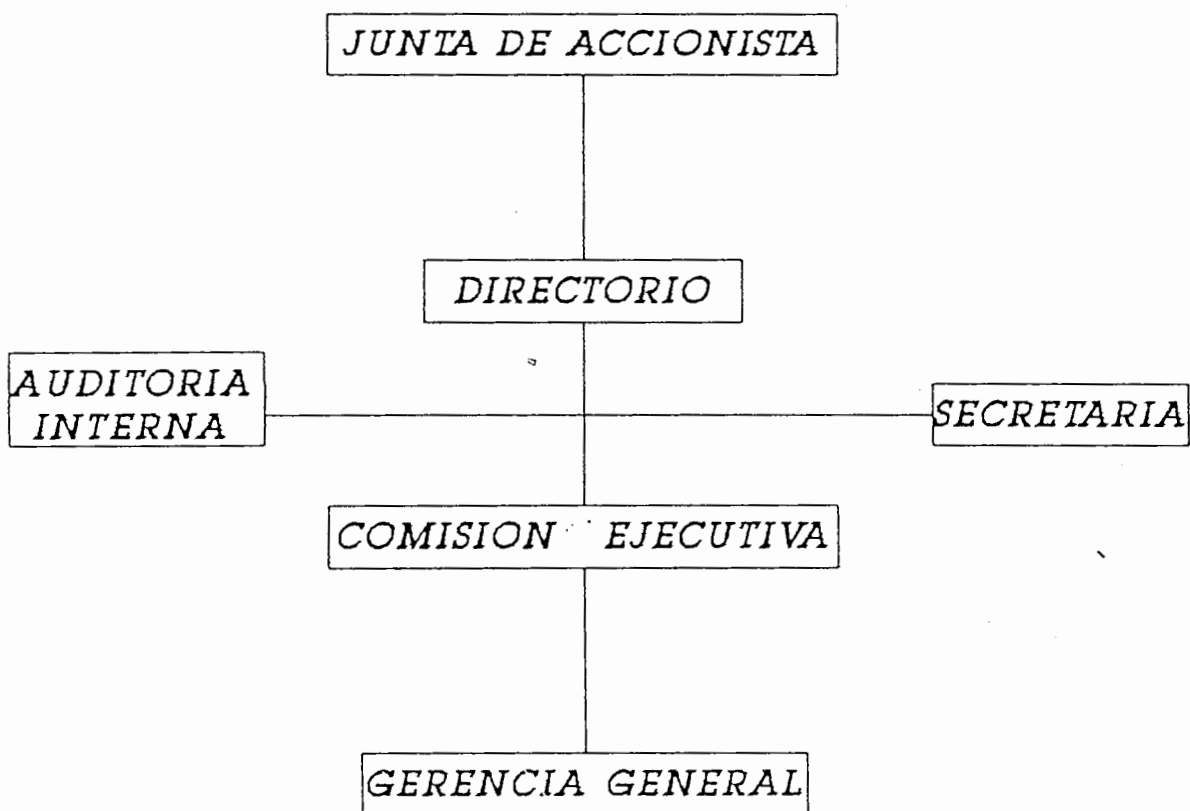 JUNTA DE ACCIONISTA
DIRECTORIO
AUDITORIA
INTERNA
SECRETARIA
COMISION EJECUTIVA
GERENCIA GENERAL